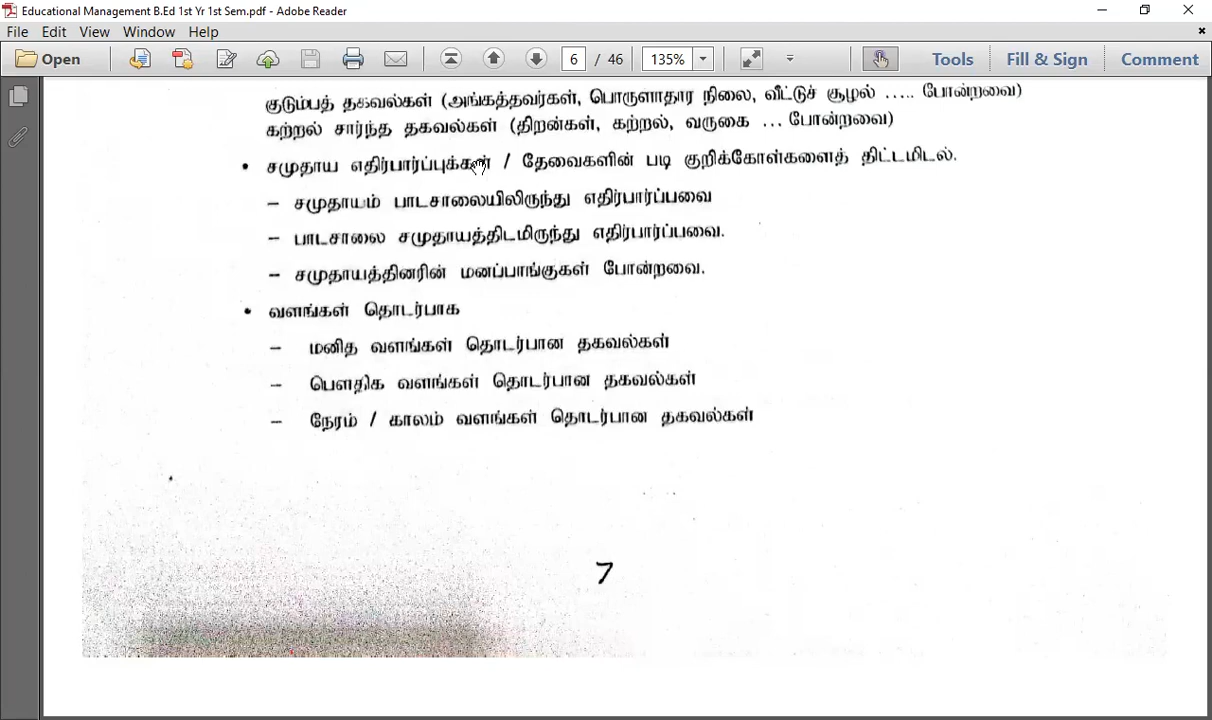 Educational Management B.Ed 1st Yr 1st Sem.pdf - Adobe Reader
File Edit View Window Help
Open 6 / 46 135% Tools Fill & Sign Comment
குடும்பத் தகவல்கள் (அங்கத்தவர்கள், பொருளாதார நிலை, வீட்டுச் சூழல் ..... போன்றவை)
கற்றல் சார்ந்த தகவல்கள் (திறன்கள், கற்றல், வருகை ... போன்றவை)
• சமுதாய எதிர்பார்ப்புக்கள் / தேவைகளின் படி குறிக்கோள்களைத் திட்டமிடல்.
– சமுதாயம் பாடசாலையிலிருந்து எதிர்பார்ப்பவை
– பாடசாலை சமுதாயத்திடமிருந்து எதிர்பார்ப்பவை.
– சமுதாயத்தினரின் மனப்பாங்குகள் போன்றவை.
• வளங்கள் தொடர்பாக
– மனித வளங்கள் தொடர்பான தகவல்கள்
– பௌதிக வளங்கள் தொடர்பான தகவல்கள்
– நேரம் / காலம் வளங்கள் தொடர்பான தகவல்கள்
7